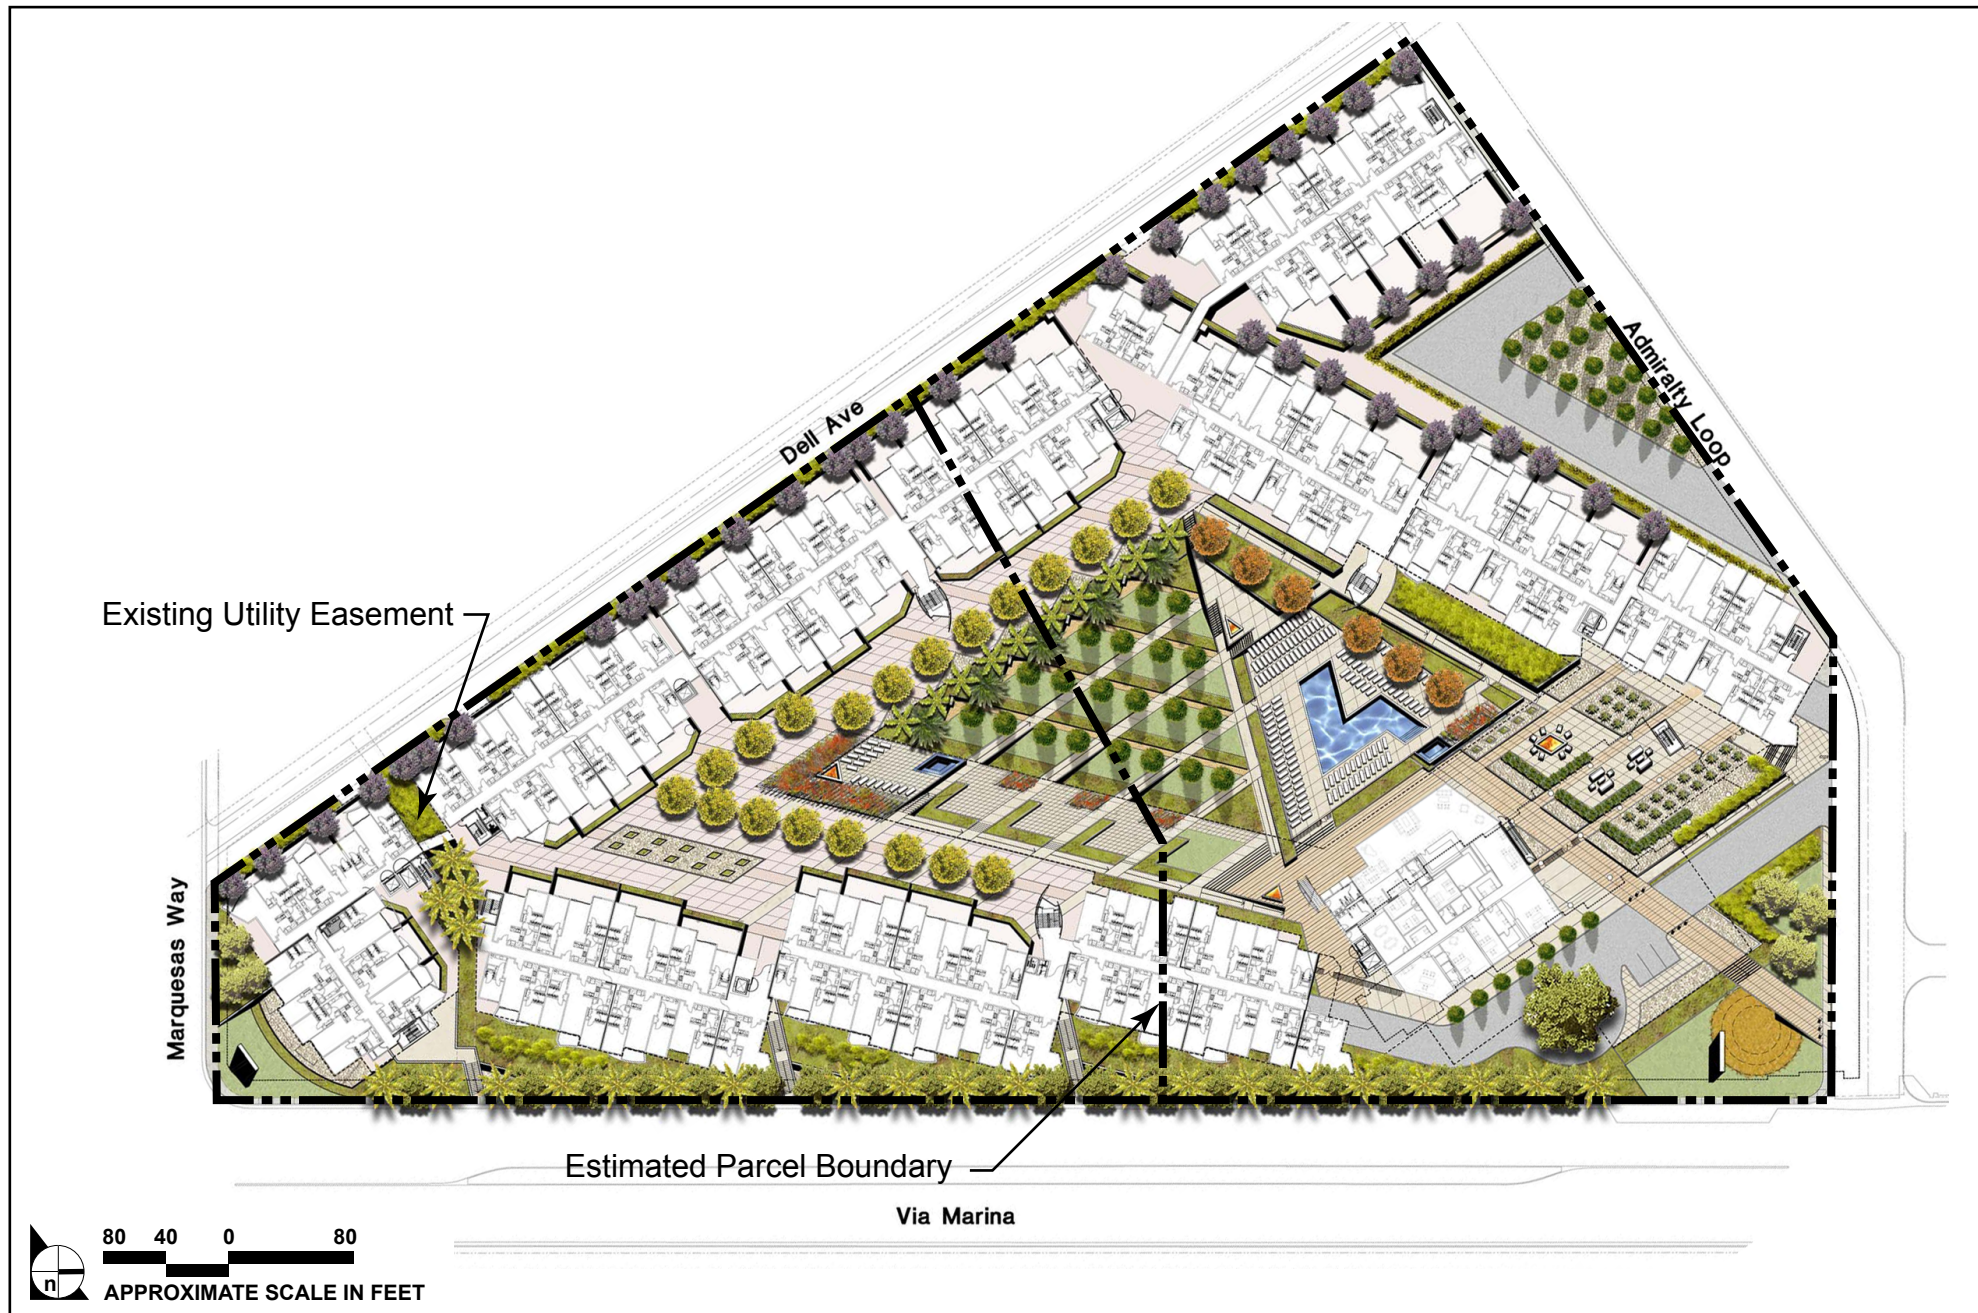 Admiralty Loop
Dell Ave
Existing Utility Easement
Marquesas Way
Estimated Parcel Boundary
Via Marina
80 40 0 80
n
APPROXIMATE SCALE IN FEET